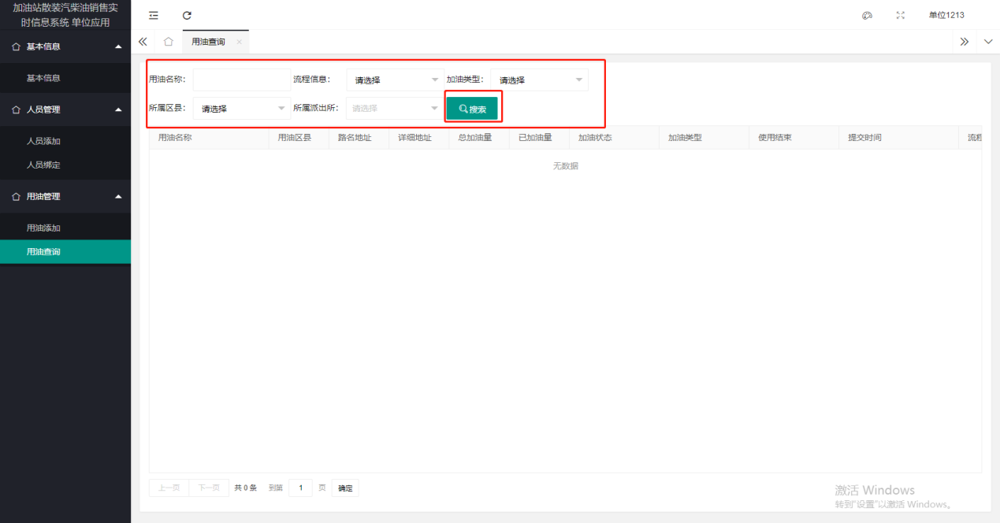 加油站散装汽柴油销售实
时信息系统 单位应用
单位1213
基本信息
基本信息
人员管理
人员添加
人员绑定
用油管理
用油添加
用油查询
用油查询
用油名称: 流程信息: 请选择 加油类型: 请选择
所属区县: 请选择 所属派出所: 请选择 搜索
用油名称 用油区县 路名地址 详细地址 总加油量 已加油量 加油状态 加油类型 使用结束 提交时间 流程
无数据
上一页 下一页 共 0 条 到第 1 页 确定
激活 Windows
转到"设置"以激活 Windows。